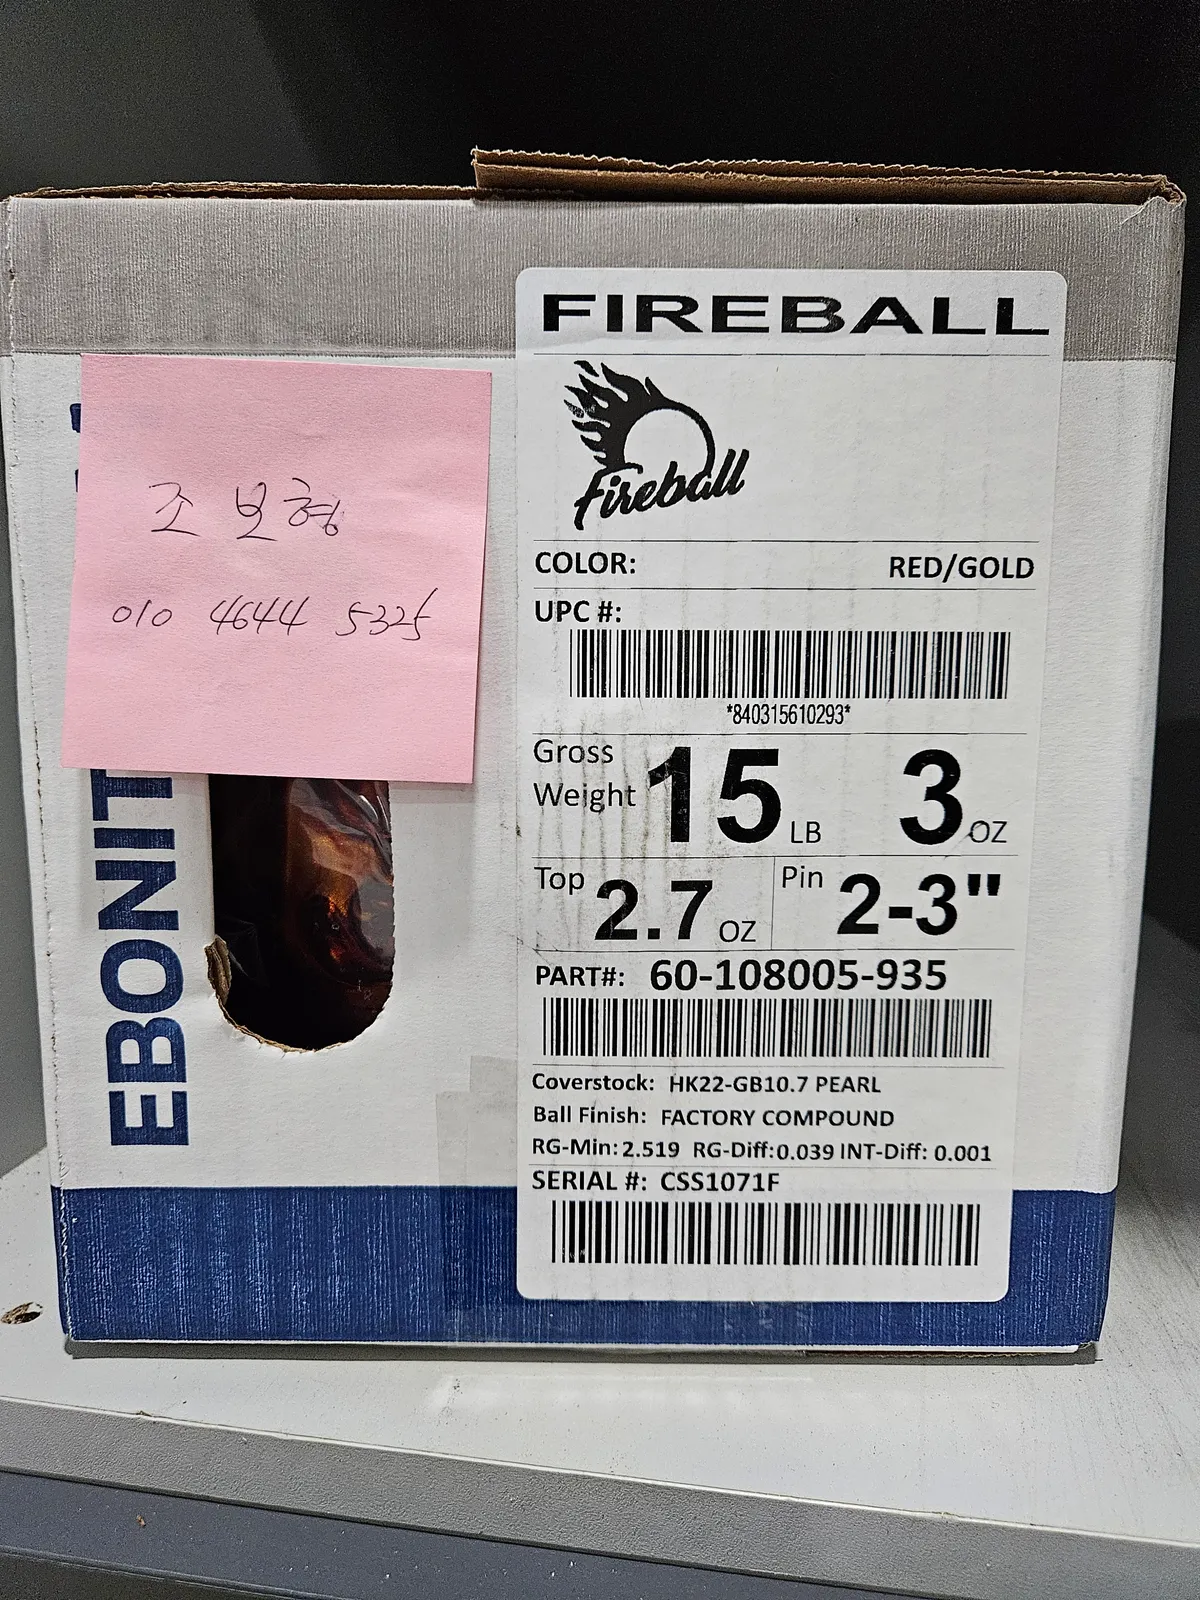 FIREBALL
Fireball
COLOR: RED/GOLD
UPC #:
*840315610293*
Gross Weight 15 LB 3 OZ
Top 2.7 OZ Pin 2-3"
PART#: 60-108005-935
Coverstock: HK22-GB10.7 PEARL
Ball Finish: FACTORY COMPOUND
RG-Min: 2.519 RG-Diff: 0.039 INT-Diff: 0.001
SERIAL #: CSS1071F
조보형
010 4644 5325
EBONIT